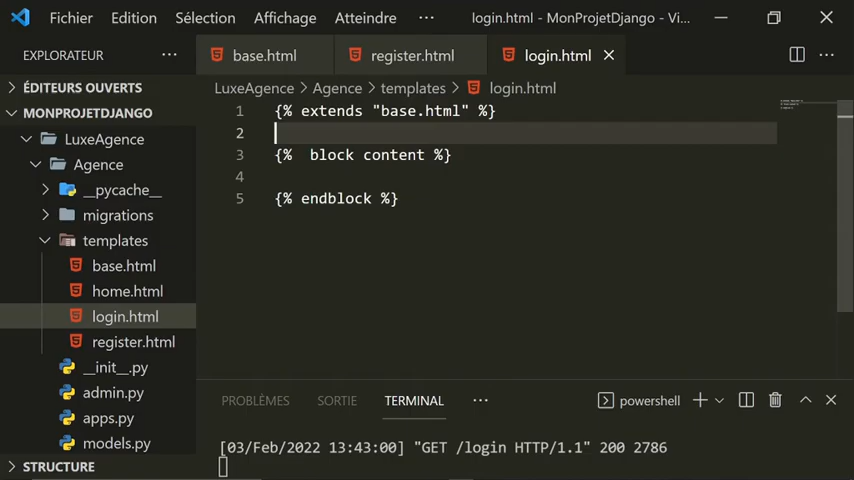 Fichier Edition Sélection Affichage Atteindre ··· login.html - MonProjetDjango - Vi...
EXPLORATEUR ···
base.html register.html login.html
ÉDITEURS OUVERTS
LuxeAgence > Agence > templates > login.html
MONPROJETDJANGO
LuxeAgence
Agence
__pycache__
migrations
templates
base.html
home.html
login.html
register.html
__init__.py
admin.py
apps.py
models.py
STRUCTURE
1 {% extends "base.html" %}
2
3 {%  block content %}
4
5 {% endblock %}
PROBLÈMES SORTIE TERMINAL ··· powershell
[03/Feb/2022 13:43:00] "GET /login HTTP/1.1" 200 2786